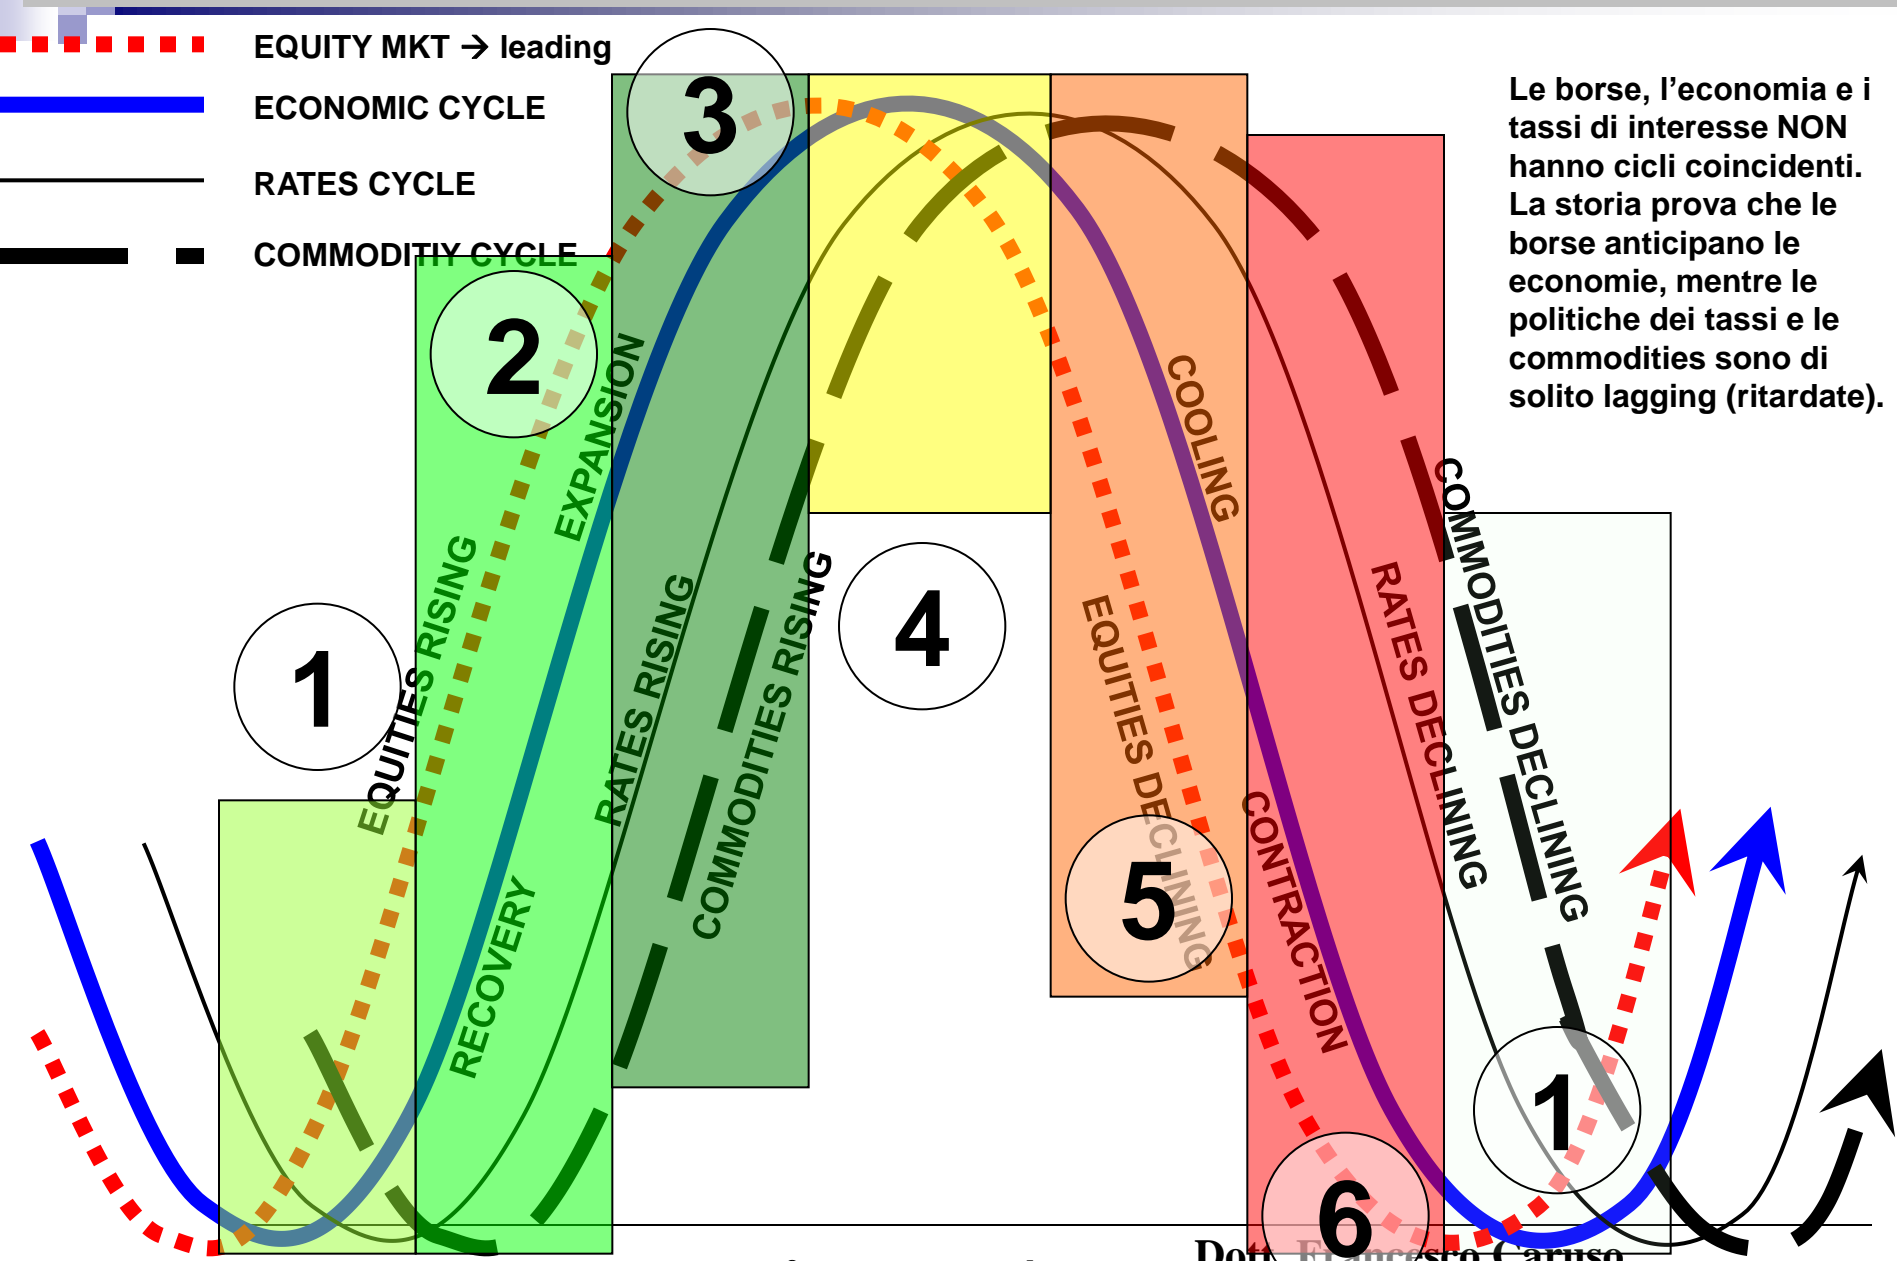 EQUITY MKT → leading
ECONOMIC CYCLE
RATES CYCLE
COMMODITIY CYCLE
Le borse, l'economia e i
tassi di interesse NON
hanno cicli coincidenti.
La storia prova che le
borse anticipano le
economie, mentre le
politiche dei tassi e le
commodities sono di
solito lagging (ritardate).
3
2
EXPANSION
COOLING
1
EQUITIES RISING
4
RATES RISING
COMMODITIES RISING
EQUITIES DECLINING
RATES DECLINING
COMMODITIES DECLINING
RECOVERY
5
CONTRACTION
1
6
Dott. Francesco Caruso